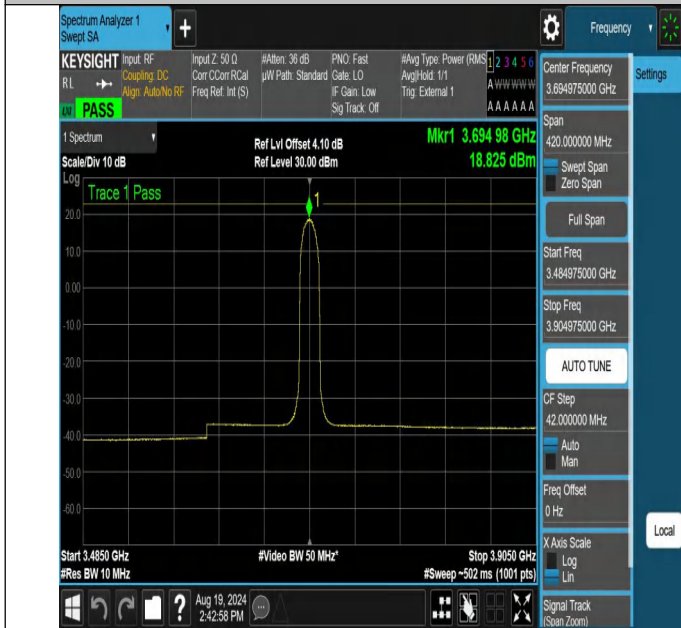 Spectrum Analyzer 1
Swept SA
+
Frequency
KEYSIGHT
RL
LXI
PASS
Input: RF
Coupling: DC
Align: Auto/No RF
Input Z: 50 Ω
Corr CCorr RCal
Freq Ref: Int (S)
#Atten: 36 dB
µW Path: Standard
PNO: Fast
Gate: LO
IF Gain: Low
Sig Track: Off
#Avg Type: Power (RMS
Avg|Hold: 1/1
Trig: External 1
1 2 3 4 5 6
A W W W W W
A A A A A A
1 Spectrum
Scale/Div 10 dB
Ref Lvl Offset 4.10 dB
Ref Level 30.00 dBm
Mkr1 3.694 98 GHz
18.825 dBm
Log
Trace 1 Pass
1
20.0
10.0
0.00
-10.0
-20.0
-30.0
-40.0
-50.0
-60.0
Start 3.4850 GHz
#Res BW 10 MHz
#Video BW 50 MHz*
Stop 3.9050 GHz
#Sweep ~502 ms (1001 pts)
?
Aug 19, 2024
2:42:58 PM
Center Frequency
3.694975000 GHz
Settings
Span
420.000000 MHz
Swept Span
Zero Span
Full Span
Start Freq
3.484975000 GHz
Stop Freq
3.904975000 GHz
AUTO TUNE
CF Step
42.000000 MHz
Auto
Man
Freq Offset
0 Hz
Local
X Axis Scale
Log
Lin
Signal Track
(Span Zoom)